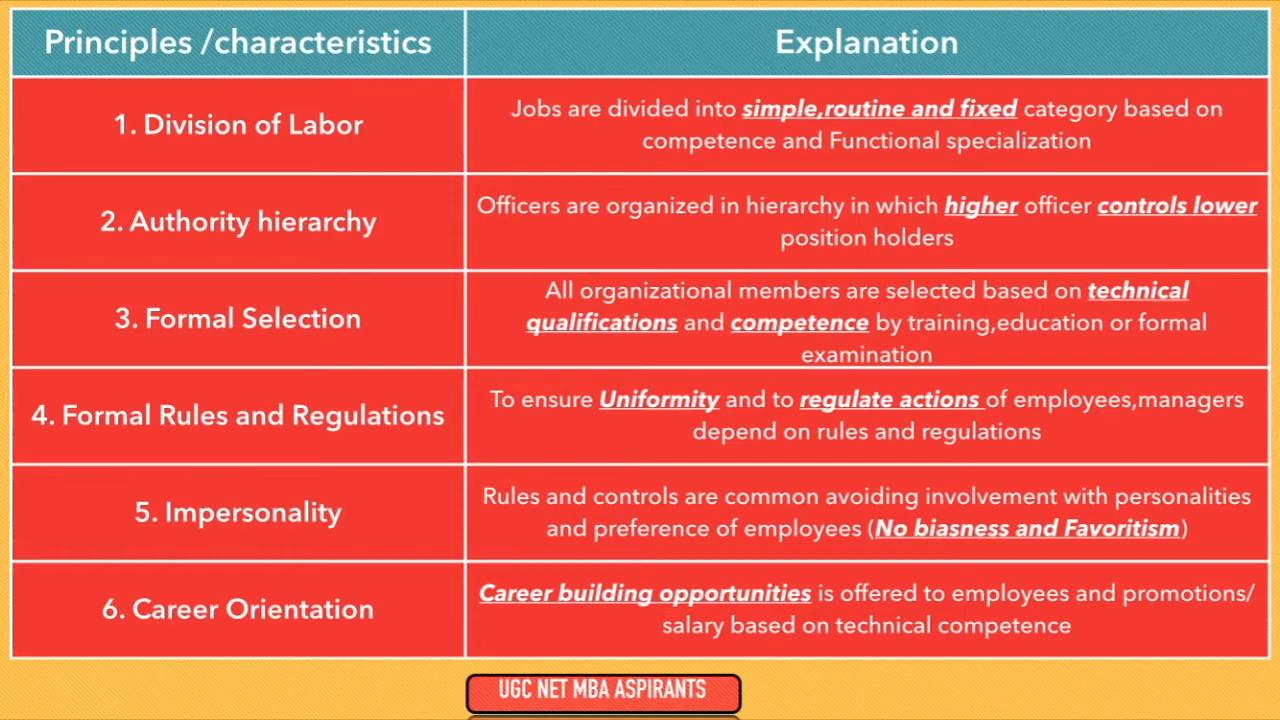 Principles /characteristics
Explanation
1. Division of Labor
Jobs are divided into simple,routine and fixed category based on
competence and Functional specialization
2. Authority hierarchy
Officers are organized in hierarchy in which higher officer controls lower
position holders
3. Formal Selection
All organizational members are selected based on technical
qualifications and competence by training,education or formal
examination
4. Formal Rules and Regulations
To ensure Uniformity and to regulate actions of employees,managers
depend on rules and regulations
5. Impersonality
Rules and controls are common avoiding involvement with personalities
and preference of employees (No biasness and Favoritism)
6. Career Orientation
Career building opportunities is offered to employees and promotions/
salary based on technical competence
UGC NET MBA ASPIRANTS